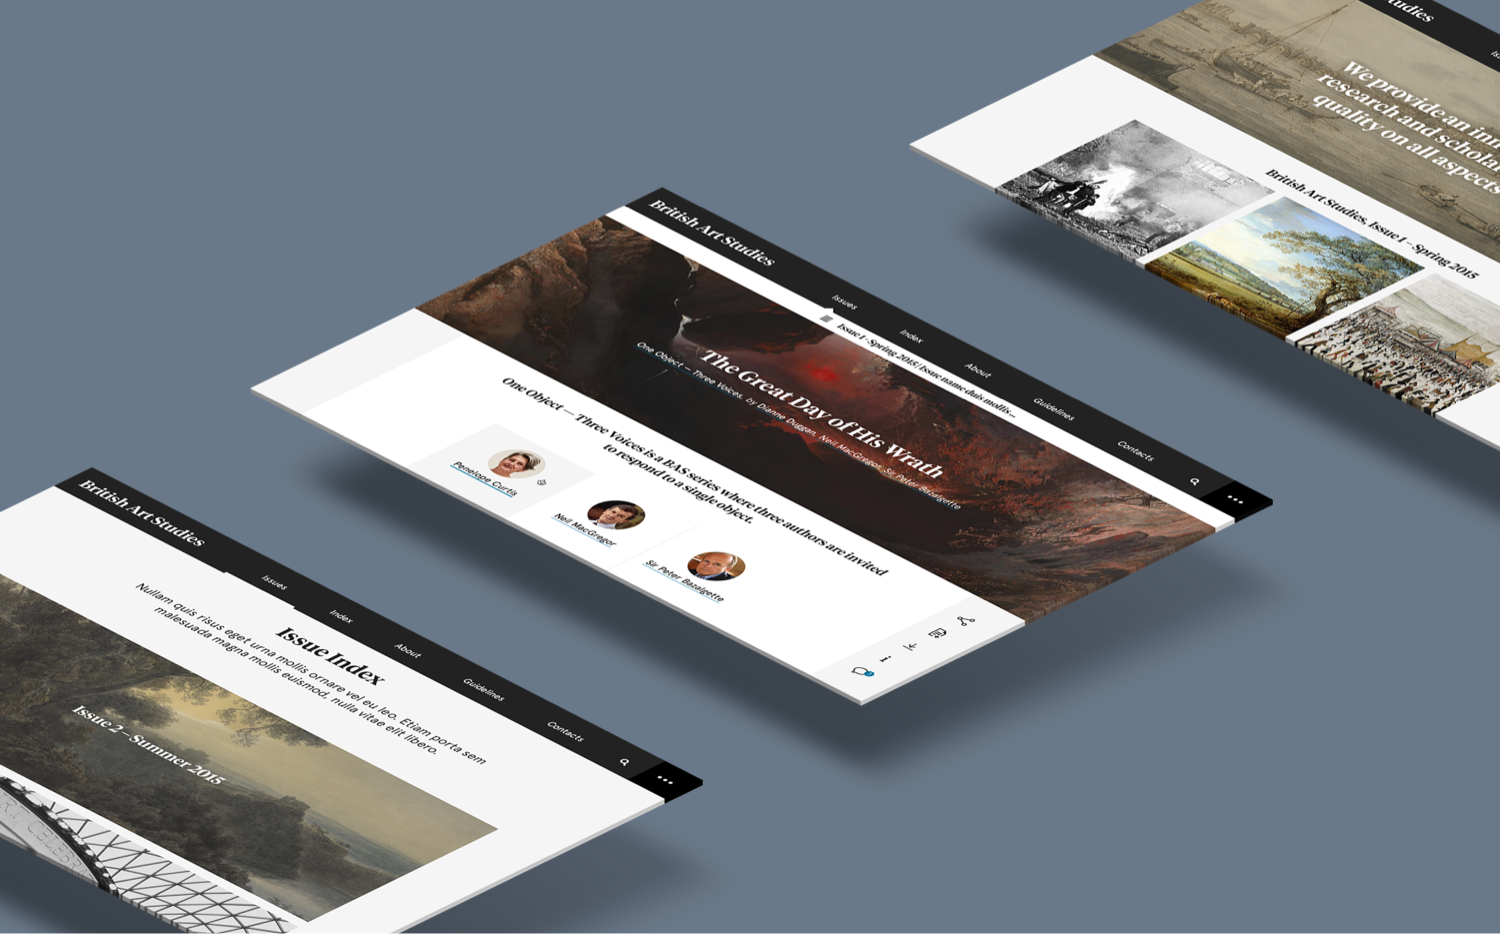 udies
We provide an inn
research and schola
quality on all aspects
British Art Studies, Issue 1 – Spring 2015
British Art Studies
Issues
Index
About
Guidelines
Contacts
Issue 1 - Spring 2015 | Issue name duis mollis ...
The Great Day of His Wrath
One Object – Three Voices, by Dianne Duggan, Neil MacGregor, Sir Peter Bazalgette
One Object — Three Voices is a BAS series where three authors are invited
to respond to a single object.
Penelope Curtis
Neil MacGregor
Sir Peter Bazalgette
British Art Studies
Issues
Index
About
Guidelines
Contacts
Issue Index
Nullam quis risus eget urna mollis ornare vel eu leo. Etiam porta sem
malesuada magna mollis euismod, nulla vitae elit libero.
Issue 2 – Summer 2015